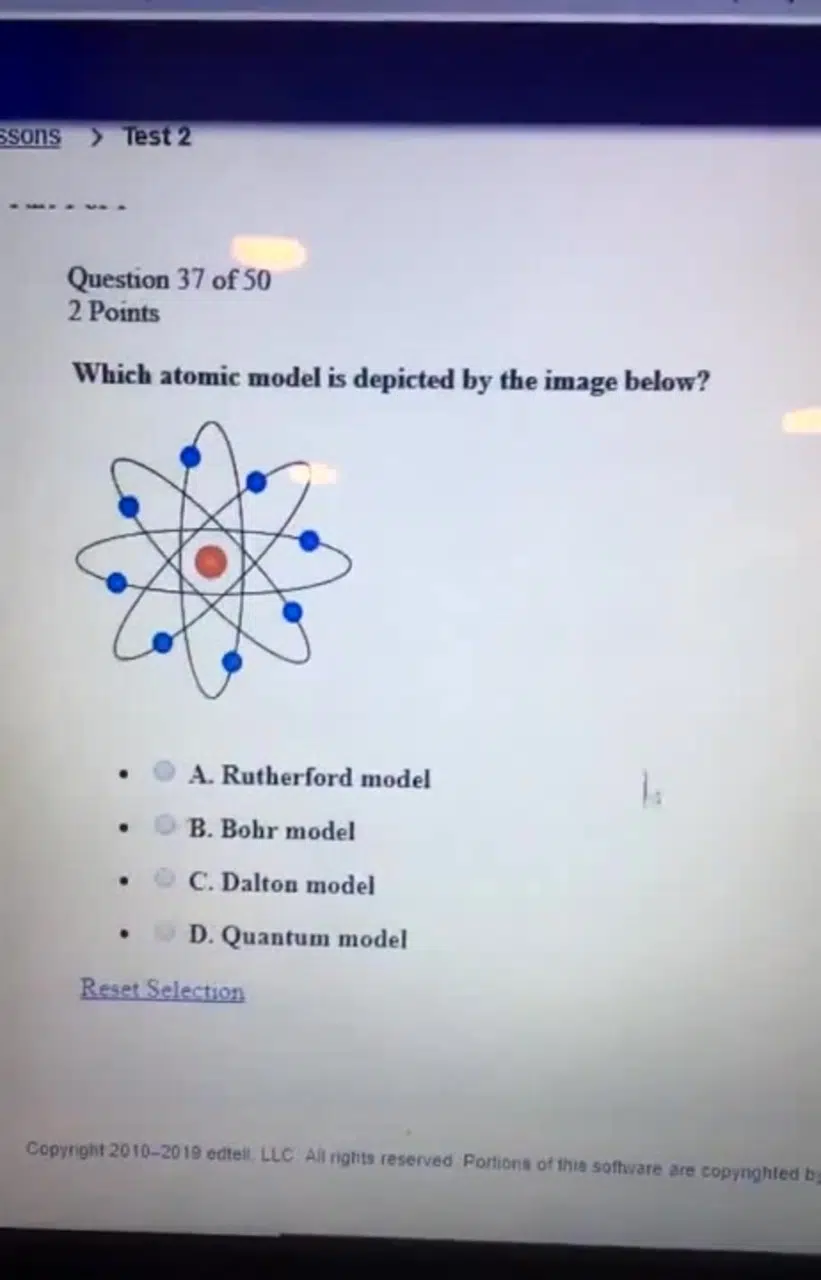 ssons > Test 2
Question 37 of 50
2 Points
Which atomic model is depicted by the image below?
A. Rutherford model
B. Bohr model
C. Dalton model
D. Quantum model
Reset Selection
Copyright 2010-2019 edtell, LLC All rights reserved. Portions of this software are copyrighted by